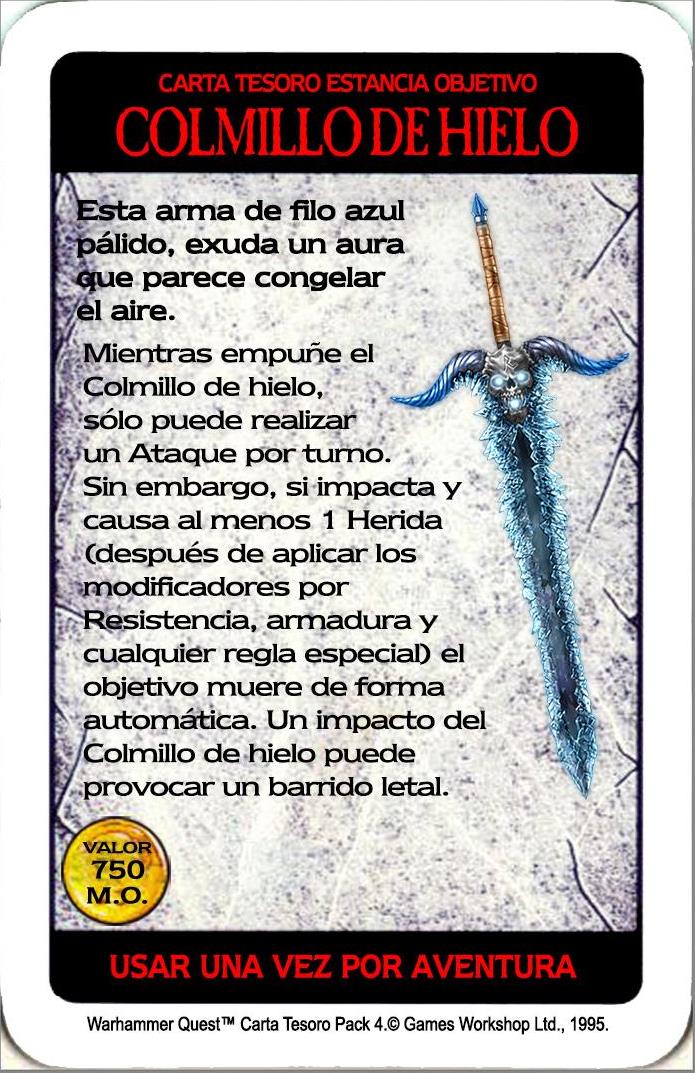 CARTA TESORO ESTANCIA OBJETIVO
COLMILLO DE HIELO
Esta arma de filo azul
pálido, exuda un aura
que parece congelar
el aire.
Mientras empuñe el
Colmillo de hielo,
sólo puede realizar
un Ataque por turno.
Sin embargo, si impacta y
causa al menos 1 Herida
(después de aplicar los
modificadores por
Resistencia, armadura y
cualquier regla especial) el
objetivo muere de forma
automática. Un impacto del
Colmillo de hielo puede
provocar un barrido letal.
VALOR
750
M.O.
USAR UNA VEZ POR AVENTURA
Warhammer Quest™ Carta Tesoro Pack 4.© Games Workshop Ltd., 1995.